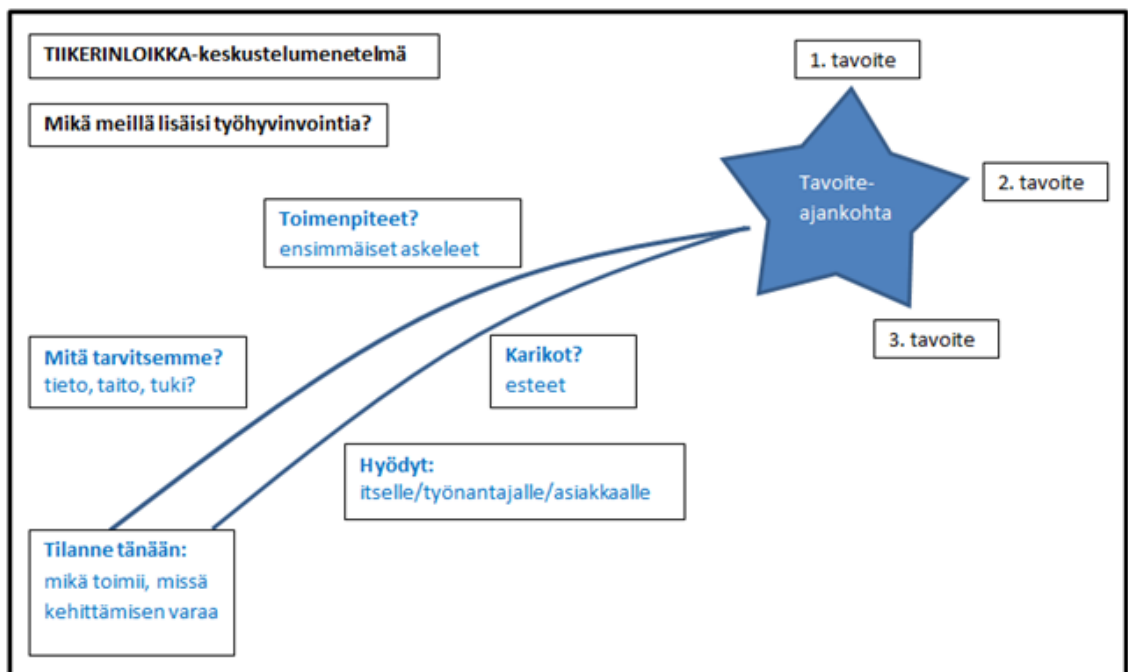 TIIKERINLOIKKA-keskustelumenetelmä
1. tavoite
Mikä meillä lisäisi työhyvinvointia?
Tavoite-
ajankohta
2. tavoite
Toimenpiteet?
ensimmäiset askeleet
3. tavoite
Mitä tarvitsemme?
tieto, taito, tuki?
Karikot?
esteet
Hyödyt:
itselle/työnantajalle/asiakkaalle
Tilanne tänään:
mikä toimii, missä
kehittämisen varaa